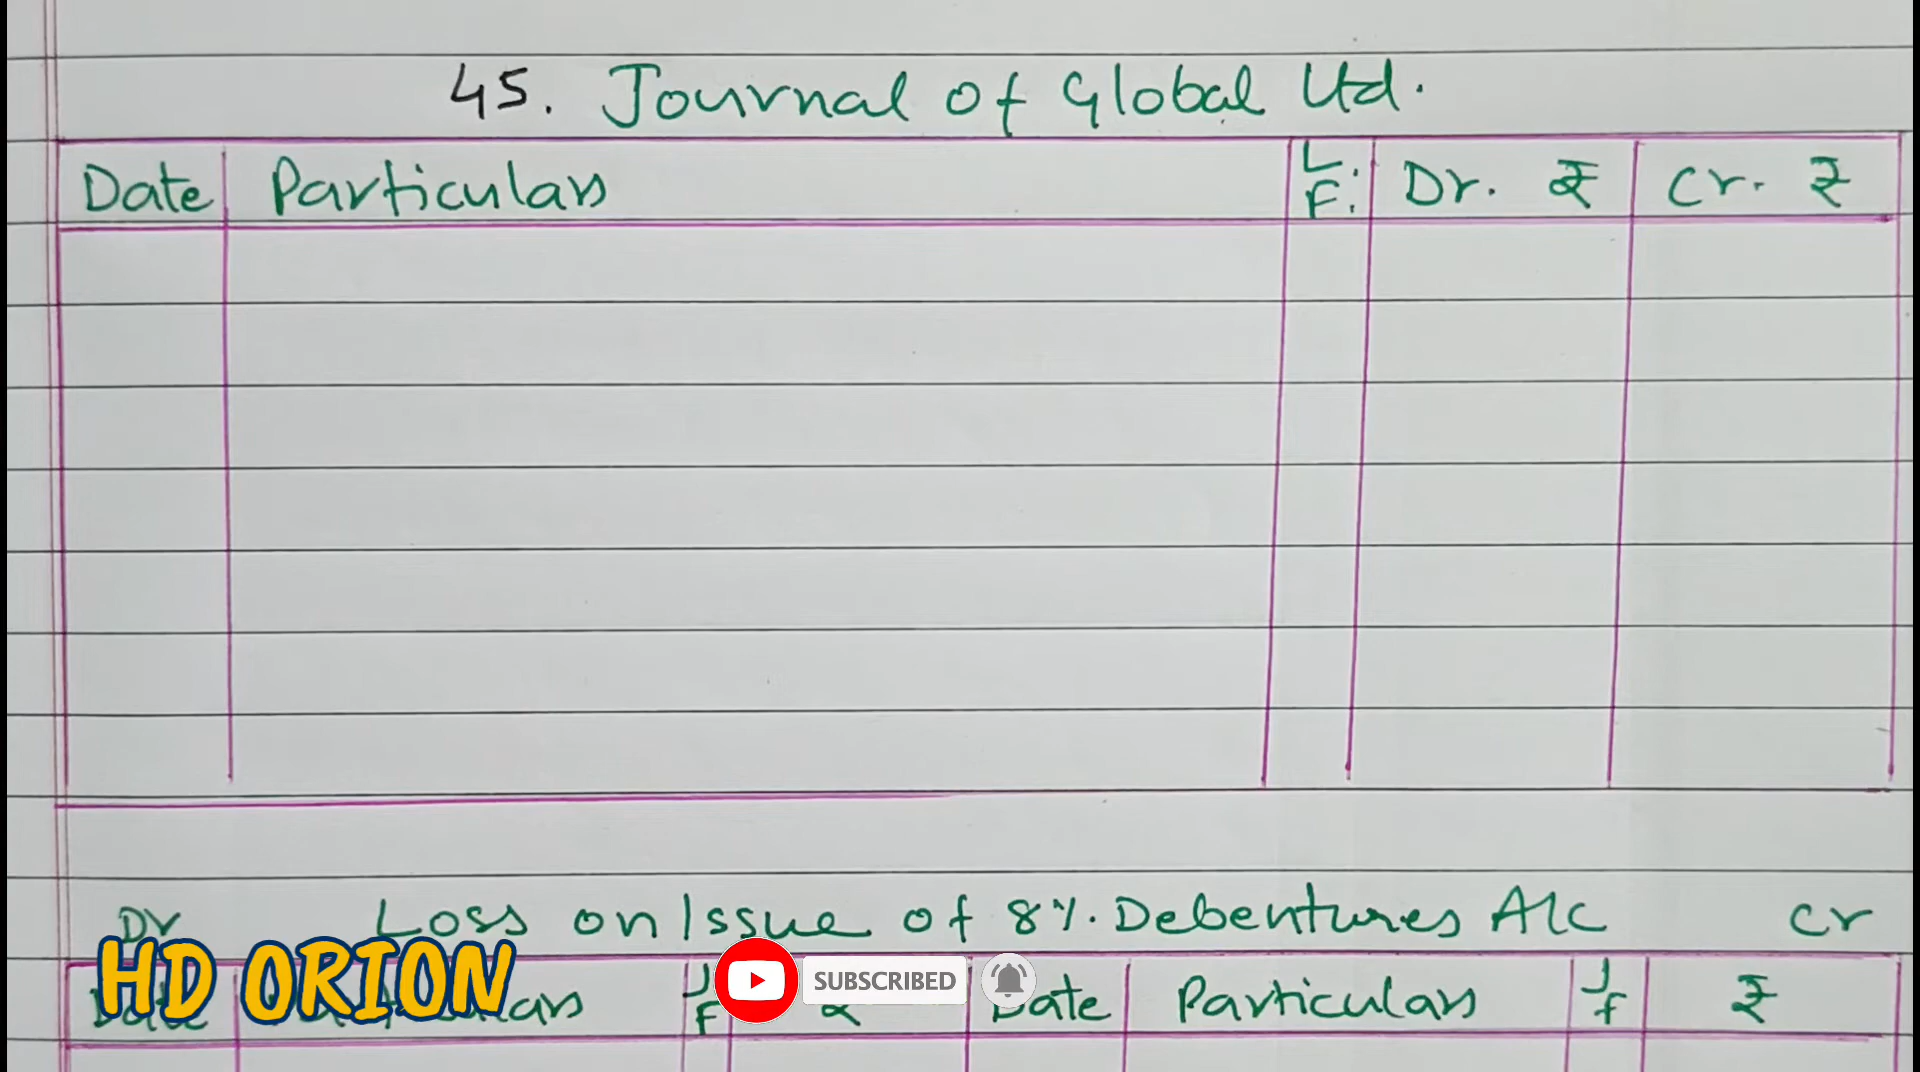 45. Journal of Global Ltd.
Date Particulars L.F. Dr. ₹ Cr. ₹
Dr Loss on Issue of 8%. Debentures A/c Cr
HD ORION
SUBSCRIBED
Date J F Date Particulars J F ₹